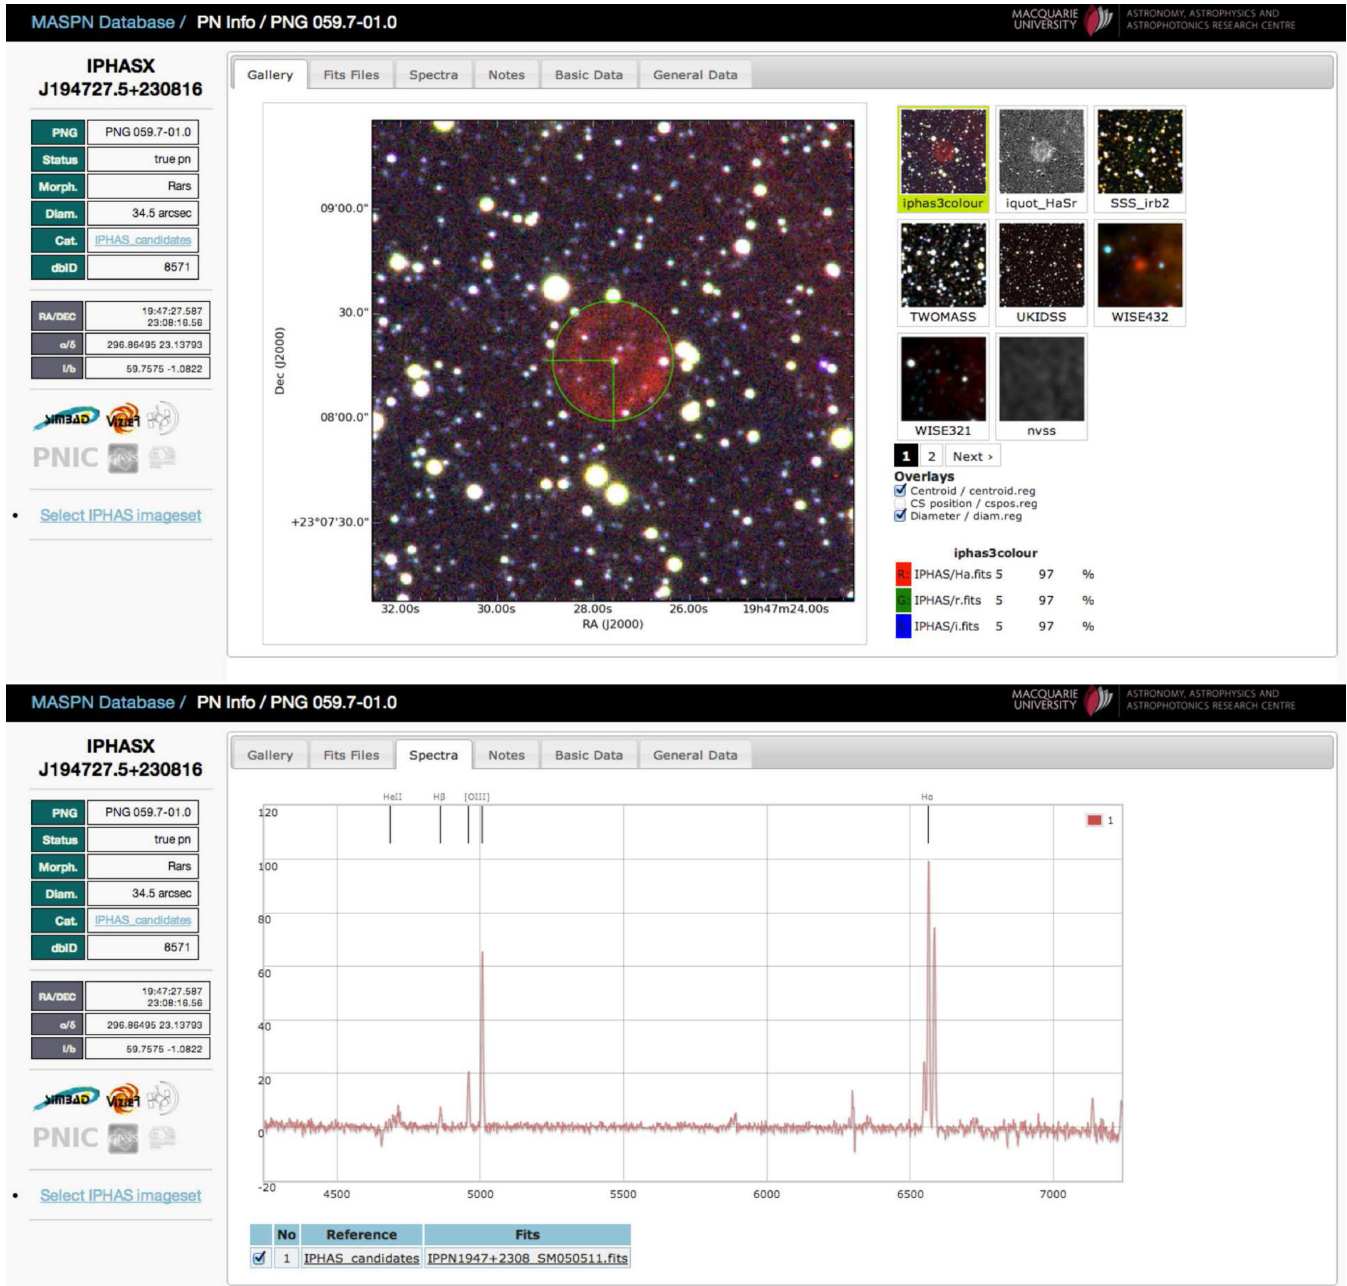 MASPN Database / PN Info / PNG 059.7-01.0
MACQUARIE
UNIVERSITY
ASTRONOMY, ASTROPHYSICS AND
ASTROPHOTONICS RESEARCH CENTRE
IPHASX
J194727.5+230816
PNG PNG 059.7-01.0
Status true pn
Morph. Rars
Diam. 34.5 arcsec
Cat. IPHAS_candidates
dbID 8571
RA/DEC 19:47:27.587
23:08:16.56
α/δ 296.86495 23.13793
l/b 59.7575 -1.0822
SIMBAD VizieR
PNIC
Select IPHAS imageset
Gallery Fits Files Spectra Notes Basic Data General Data
09'00.0"
30.0"
08'00.0"
+23°07'30.0"
Dec (J2000)
32.00s 30.00s 28.00s 26.00s 19h47m24.00s
RA (J2000)
iphas3colour iquot_HaSr SSS_irb2
TWOMASS UKIDSS WISE432
WISE321 nvss
1 2 Next ›
Overlays
Centroid / centroid.reg
CS position / cspos.reg
Diameter / diam.reg
iphas3colour
R: IPHAS/Ha.fits 5 97 %
G: IPHAS/r.fits 5 97 %
IPHAS/i.fits 5 97 %
MASPN Database / PN Info / PNG 059.7-01.0
MACQUARIE
UNIVERSITY
ASTRONOMY, ASTROPHYSICS AND
ASTROPHOTONICS RESEARCH CENTRE
IPHASX
J194727.5+230816
PNG PNG 059.7-01.0
Status true pn
Morph. Rars
Diam. 34.5 arcsec
Cat. IPHAS_candidates
dbID 8571
RA/DEC 19:47:27.587
23:08:16.56
α/δ 296.86495 23.13793
l/b 59.7575 -1.0822
SIMBAD VizieR
PNIC
Select IPHAS imageset
Gallery Fits Files Spectra Notes Basic Data General Data
HeII Hβ [OIII] Hα
1
120
100
80
60
40
20
0
-20
4500 5000 5500 6000 6500 7000
No Reference Fits
1 IPHAS_candidates IPPN1947+2308_SM050511.fits